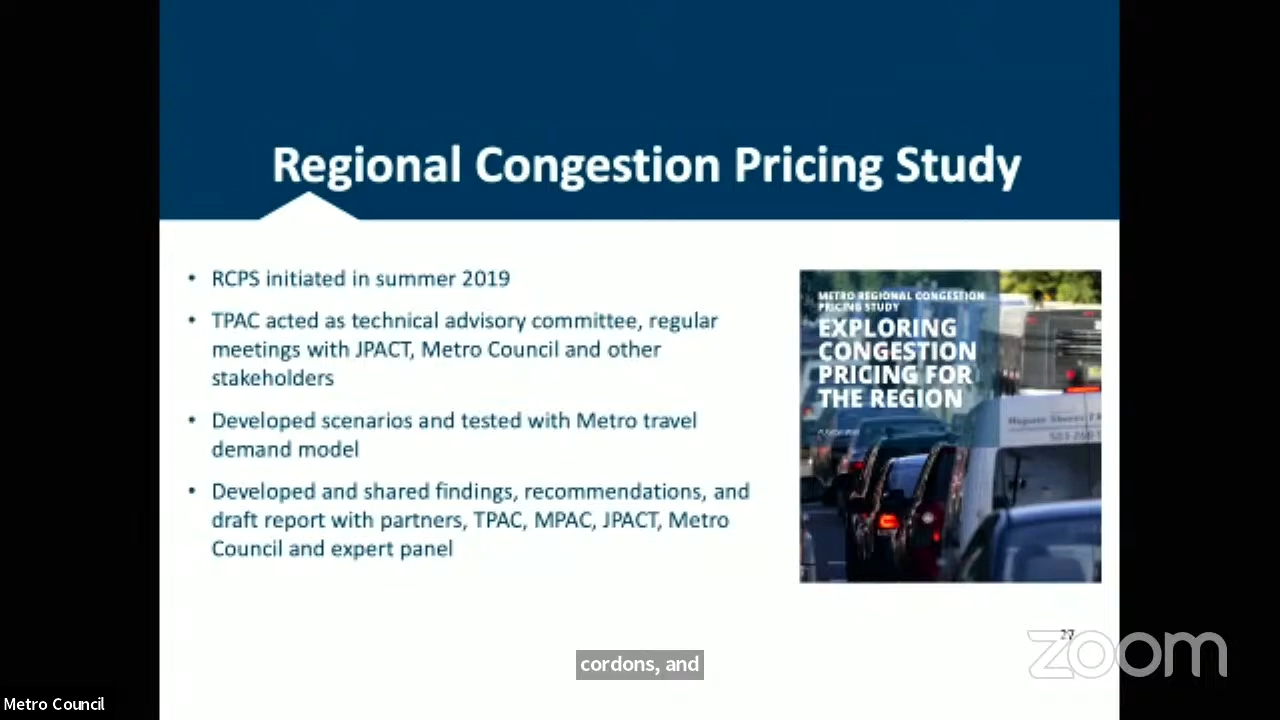 Regional Congestion Pricing Study
• RCPS initiated in summer 2019
• TPAC acted as technical advisory committee, regular
meetings with JPACT, Metro Council and other
stakeholders
• Developed scenarios and tested with Metro travel
demand model
• Developed and shared findings, recommendations, and
draft report with partners, TPAC, MPAC, JPACT, Metro
Council and expert panel
METRO REGIONAL CONGESTION
PRICING STUDY
EXPLORING
CONGESTION
PRICING FOR
THE REGION
27
zoom
cordons, and
Metro Council